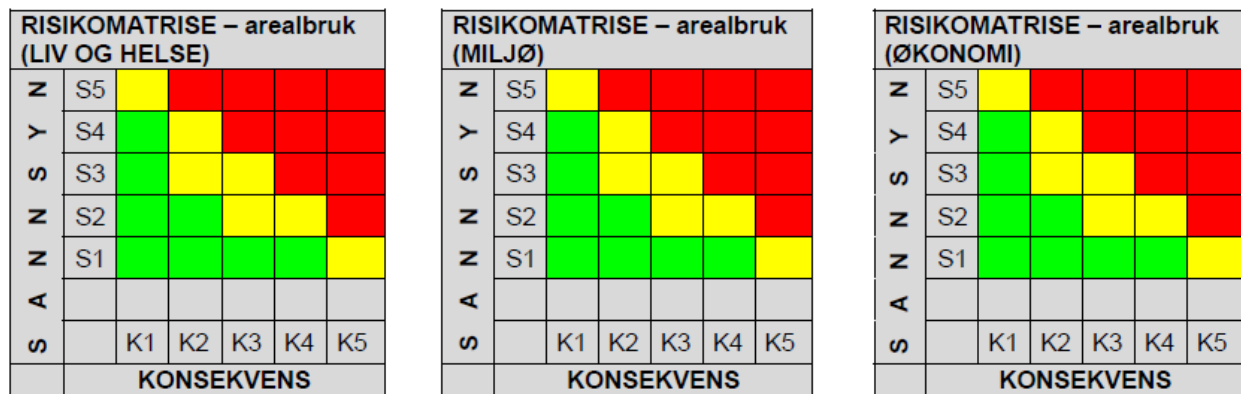 RISIKOMATRISE – arealbruk
(LIV OG HELSE)
SANNSYN
S5
S4
S3
S2
S1
K1 K2 K3 K4 K5
KONSEKVENS
RISIKOMATRISE – arealbruk
(MILJØ)
SANNSYN
S5
S4
S3
S2
S1
K1 K2 K3 K4 K5
KONSEKVENS
RISIKOMATRISE – arealbruk
(ØKONOMI)
SANNSYN
S5
S4
S3
S2
S1
K1 K2 K3 K4 K5
KONSEKVENS